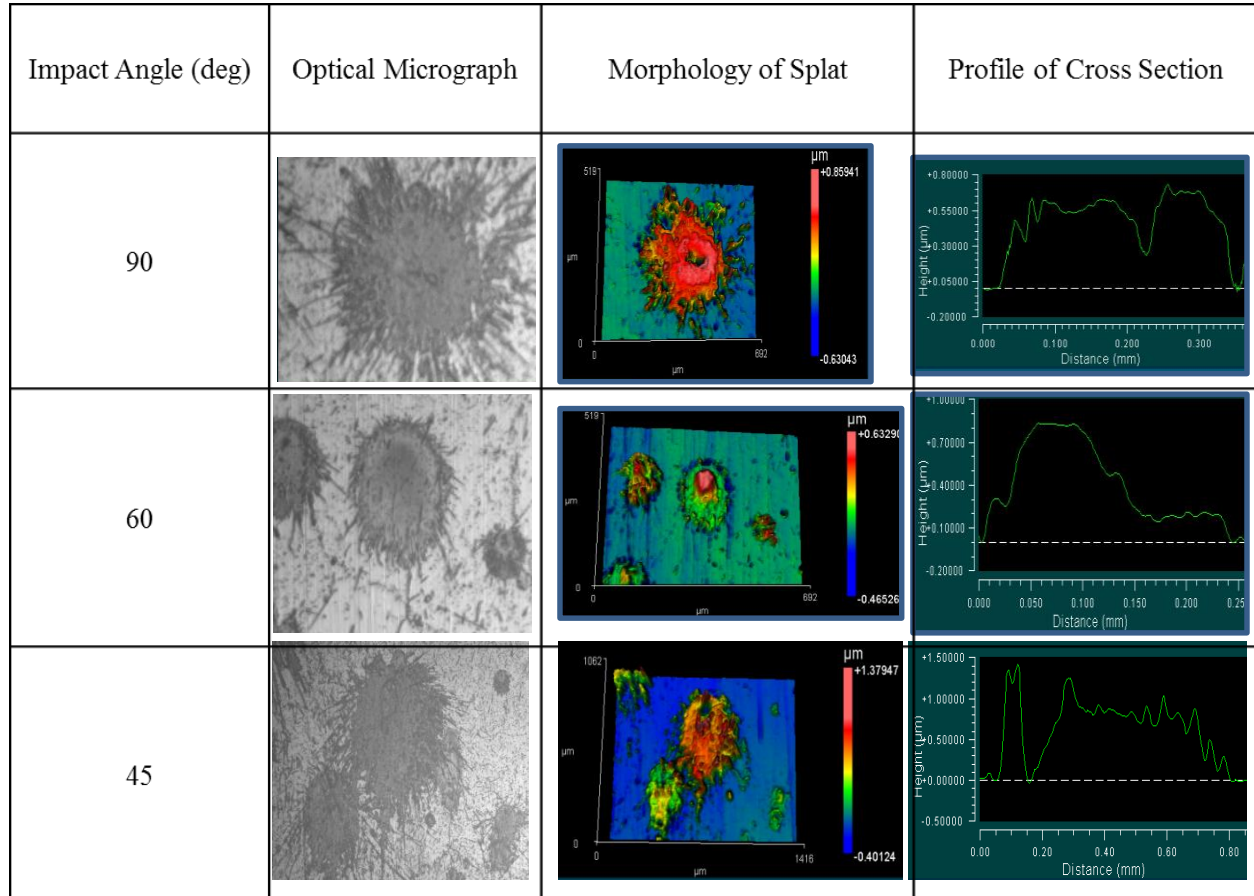 Impact Angle (deg) Optical Micrograph Morphology of Splat Profile of Cross Section
90
µm
519
+0.85941
µm
0
0
692
µm
-0.63043
+0.80000
+0.55000
+0.30000
+0.05000
-0.20000
Height (µm)
0.000 0.100 0.200 0.300
Distance (mm)
60
µm
519
+0.63290
µm
0
0
692
µm
-0.46526
+1.00000
+0.70000
+0.40000
+0.10000
-0.20000
Height (µm)
0.000 0.050 0.100 0.150 0.200 0.25
Distance (mm)
45
µm
1062
+1.37947
µm
0
0
1416
µm
-0.40124
+1.50000
+1.00000
+0.50000
+0.00000
-0.50000
Height (µm)
0.00 0.20 0.40 0.60 0.80
Distance (mm)